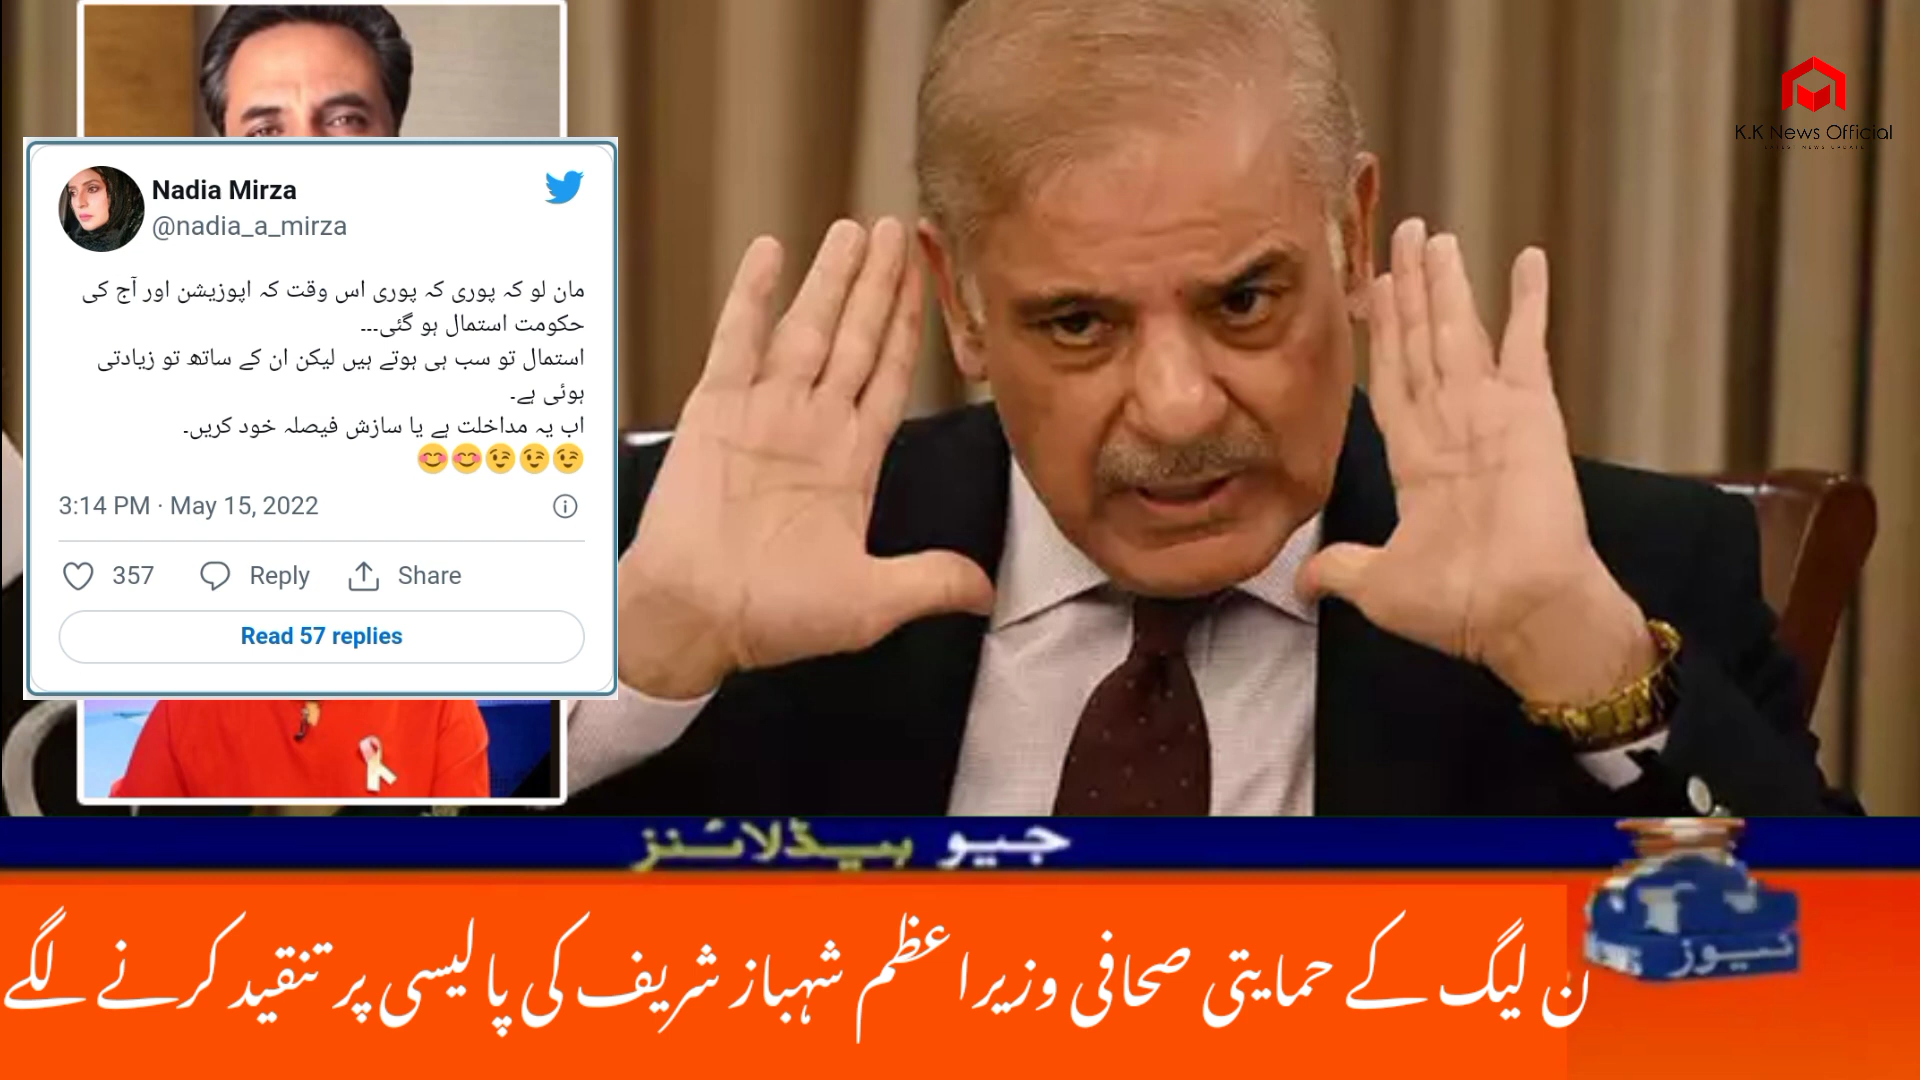 K.K News Official
Nadia Mirza
@nadia_a_mirza
مان لو کہ پوری کہ پوری اس وقت کہ اپوزیشن اور آج کی
حکومت استمال ہو گئی۔۔۔
استمال تو سب ہی ہوتے ہیں لیکن ان کے ساتھ تو زیادتی
ہوئی ہے۔
اب یہ مداخلت ہے یا سازش فیصلہ خود کریں۔
😉😉😉😊😊
3:14 PM · May 15, 2022
357 Reply Share
Read 57 replies
جیو ہیڈلائنز
نیوز
NEWS
ن لیگ کے حمایتی صحافی وزیراعظم شہباز شریف کی پالیسی پر تنقید کرنے لگے